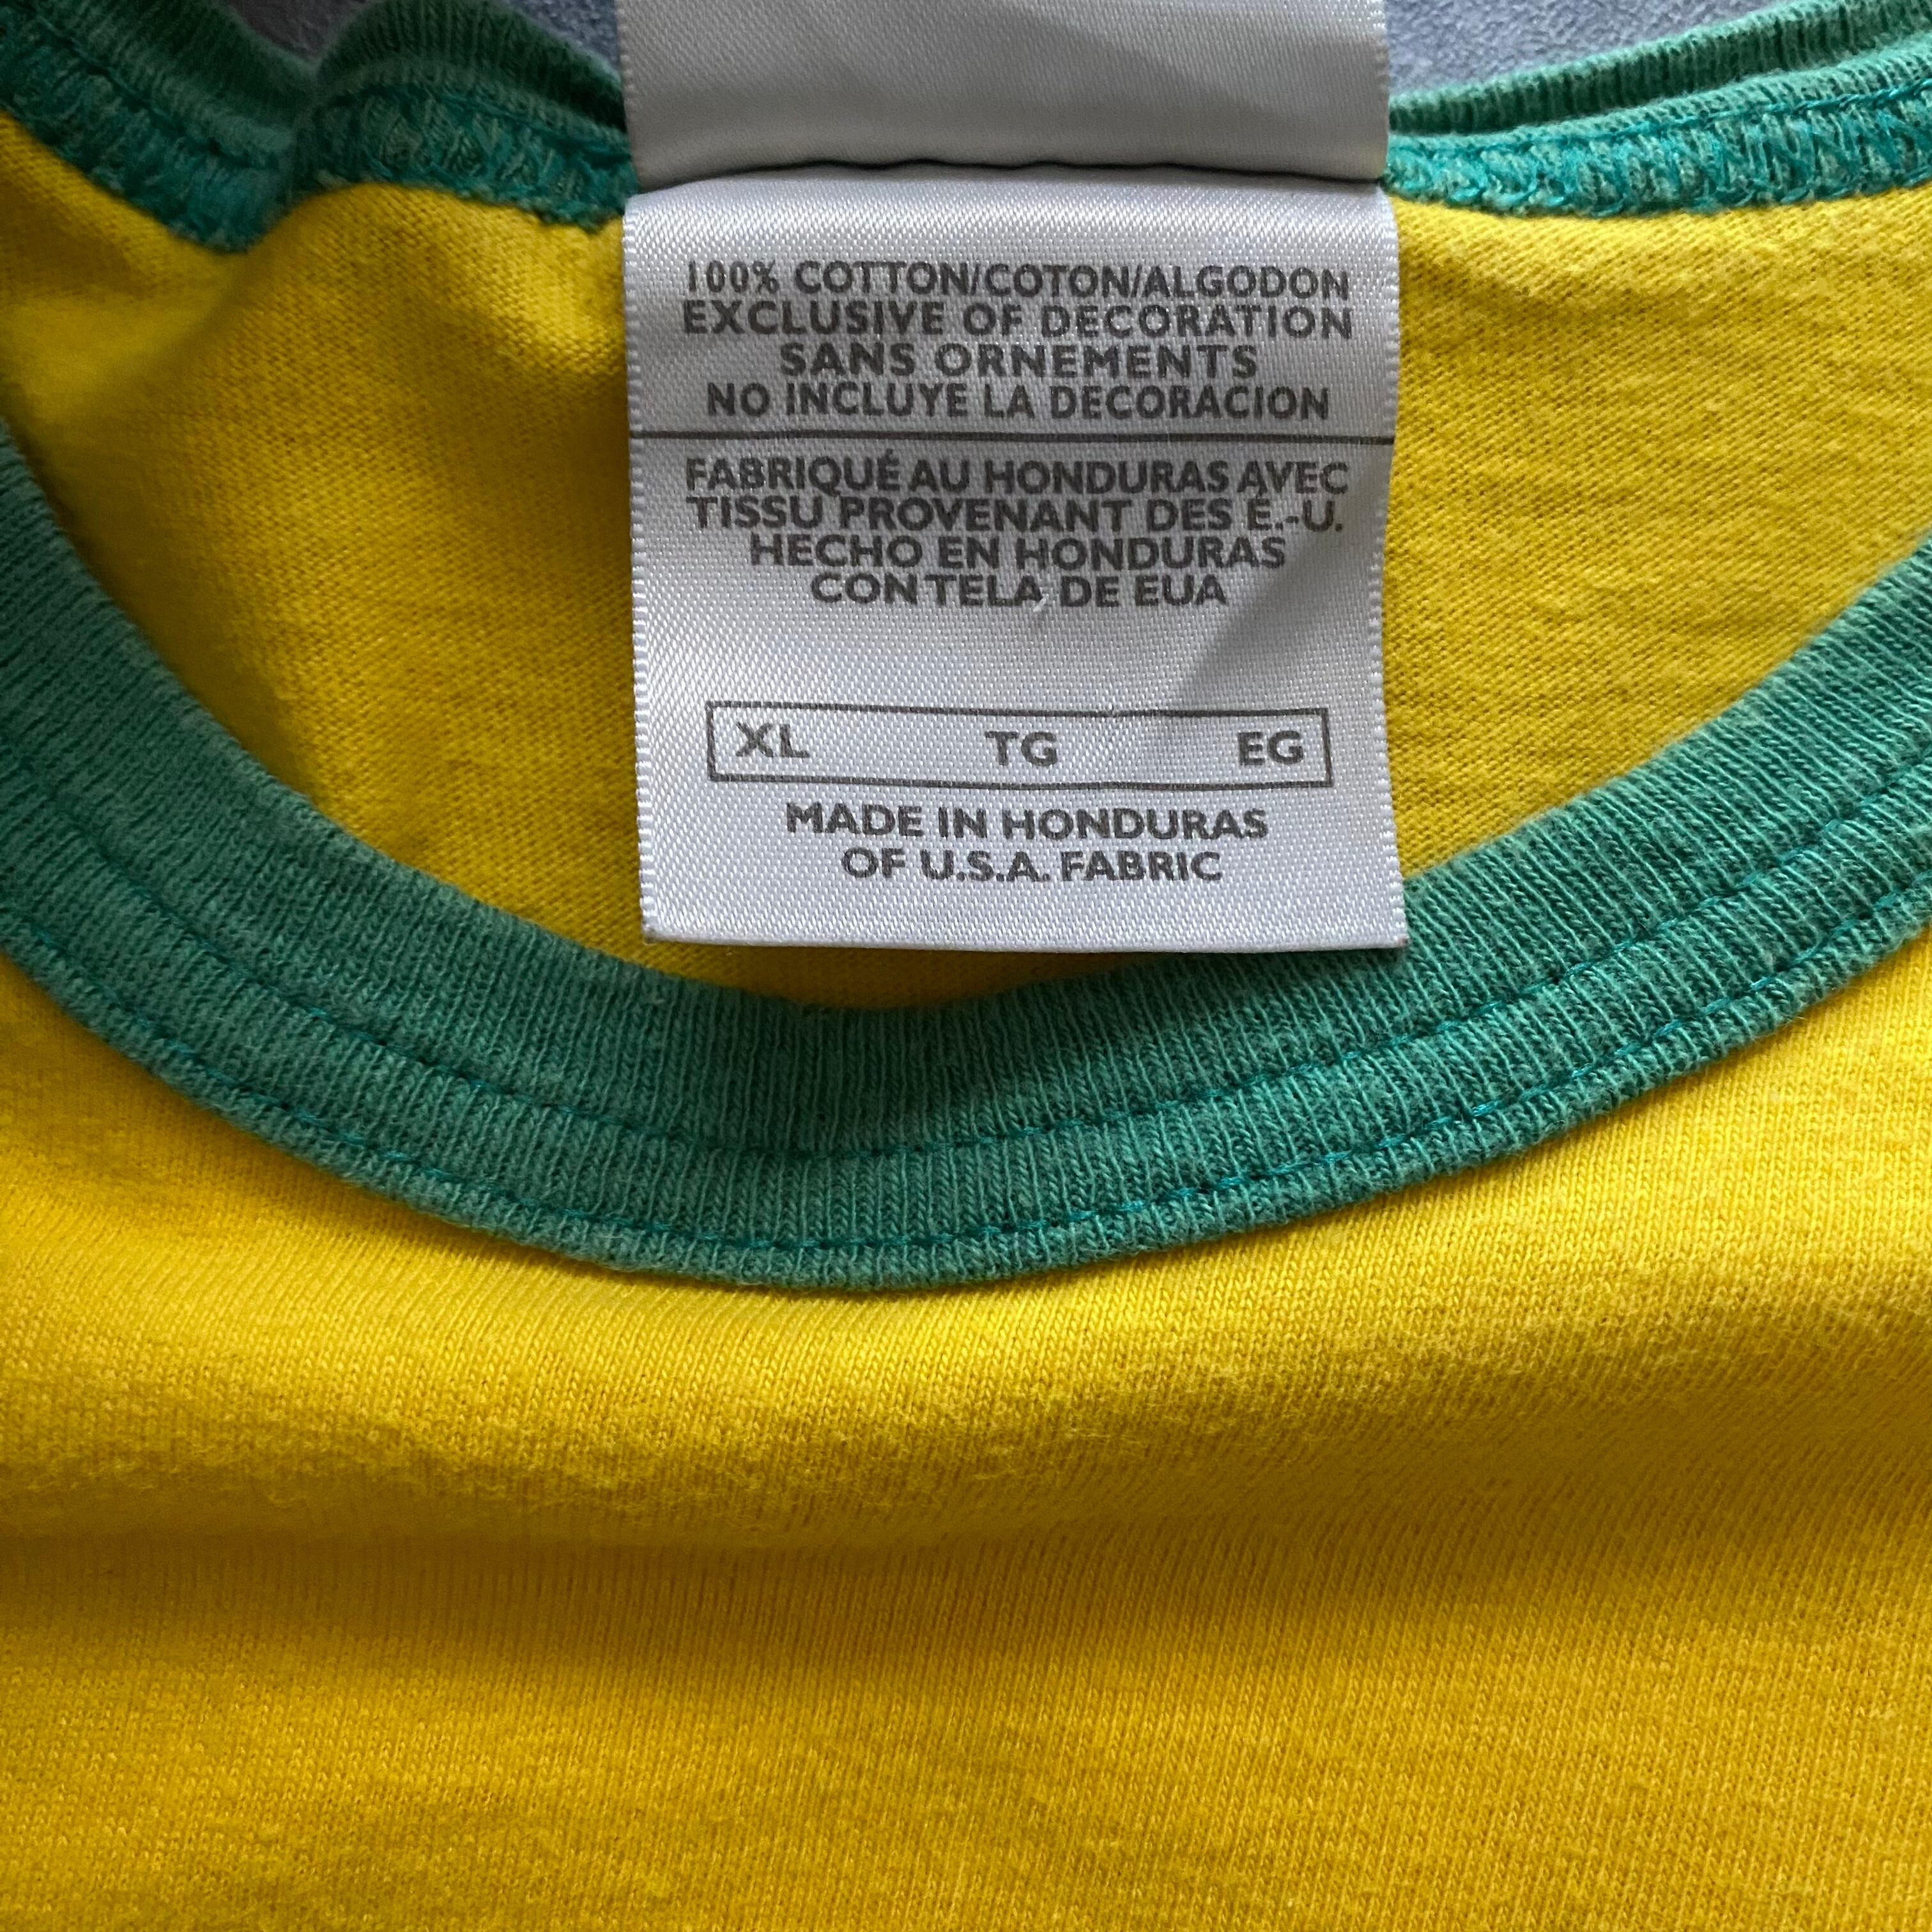 100% COTTON/COTON/ALGODON
EXCLUSIVE OF DECORATION
SANS ORNEMENTS
NO INCLUYE LA DECORACION
FABRIQUÉ AU HONDURAS AVEC
TISSU PROVENANT DES É.-U.
HECHO EN HONDURAS
CON TELA DE EUA
XL TG EG
MADE IN HONDURAS
OF U.S.A. FABRIC